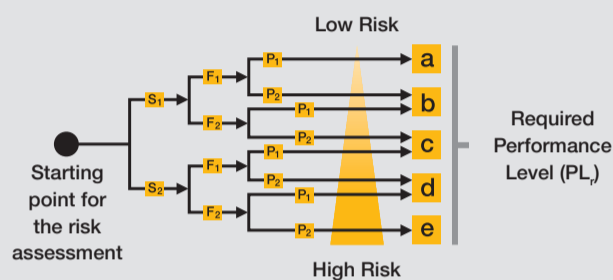 Low Risk
P1
a
F1
P2
b
S1
P1
F2
P2
c
Starting
point for
the risk
assessment
F1
P1
P2
d
S2
P1
F2
P2
e
High Risk
Required
Performance
Level (PLr)